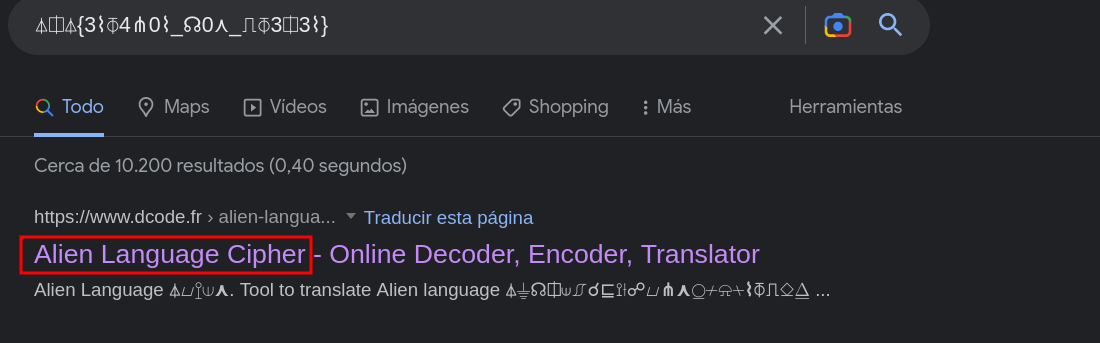 ⏃◫⏃{3⌇⏁4⋔0⌇_☊0⋏_⎍⏁3◫3⌇}
Todo Maps Vídeos Imágenes Shopping Más Herramientas
Cerca de 10.200 resultados (0,40 segundos)
https://www.dcode.fr › alien-langua... Traducir esta página
Alien Language Cipher - Online Decoder, Encoder, Translator
Alien Language Tool to translate Alien language ...